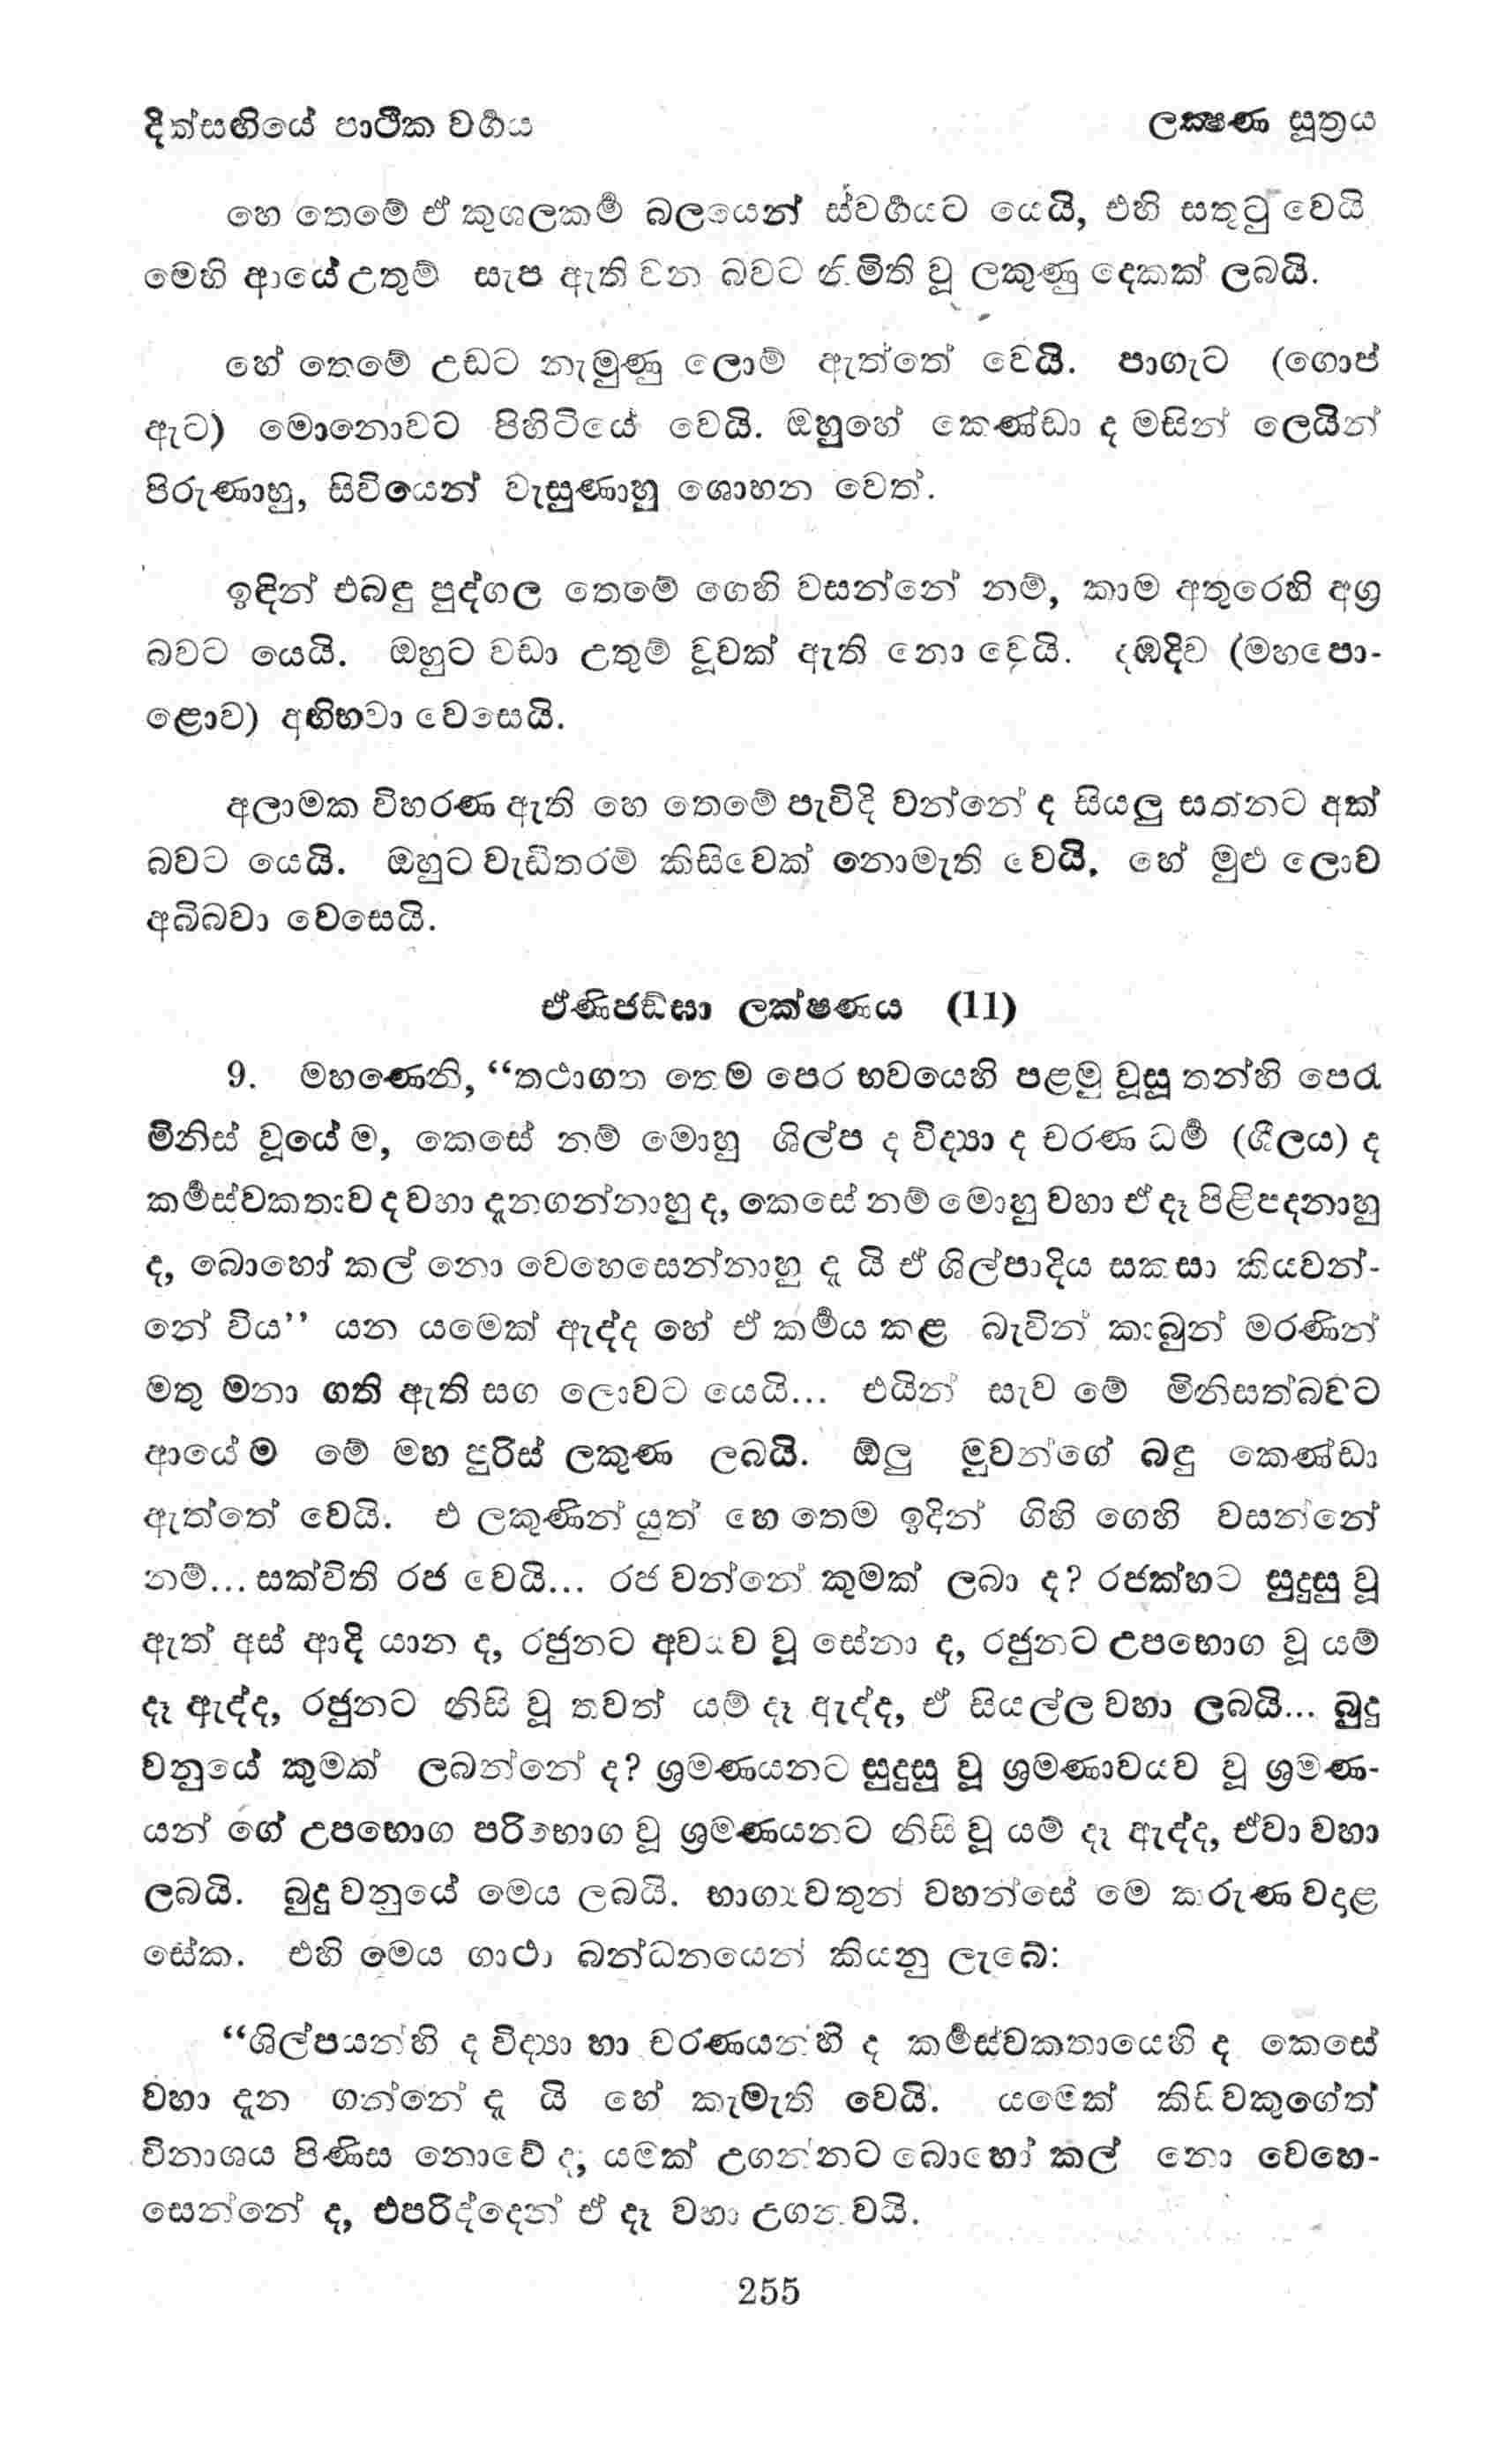 දික්සඟියේ පාථික වර්‍ගය ලක්‍ෂණ සූත්‍රය
හෙ තෙමේ ඒ කුශලකර්‍ම බලයෙන් ස්වර්‍ගයට යෙයි, එහි සතුටු වෙයි
මෙහි ආයේ උතුම් සැප ඇති වන බවට නිමිති වූ ලකුණු දෙකක් ලබයි.
හේ තෙමේ උඩට නැමුණු ලොම් ඇත්තේ වෙයි. පාගැට (ගොප්
ඇට) මොනොවට පිහිටියේ වෙයි. ඔහුහේ කෙණ්ඩා ද මසින් ලෙයින්
පිරුණාහු, සිවියෙන් වැසුණාහු ශොභන වෙත්.
ඉඳින් එබඳු පුද්ගල තෙමේ ගෙහි වසන්නේ නම්, කාම අතුරෙහි අග්‍ර
බවට යෙයි. ඔහුට වඩා උතුම් වූවක් ඇති නො වෙයි. දඹදිව (මහපො-
ළොව) අභිභවා වෙසෙයි.
අලාමක විහරණ ඇති හෙ තෙමේ පැවිදි වන්නේ ද සියලු සතනට අක්
බවට යෙයි. ඔහුට වැඩිතරම් කිසිවෙක් නොමැති වෙයි. හේ මුළු ලොව
අබිබවා වෙසෙයි.
ඒණිජඞ්ඝා ලක්ෂණය (11)
9. මහණෙනි, “තථාගත තෙම පෙර භවයෙහි පළමු වූසූ තන්හි පෙරැ
මිනිස් වූයේ ම, කෙසේ නම් මොහු ශිල්ප ද විද්‍යා ද චරණ ධර්‍ම (ශීලය) ද
කර්‍මස්වකතාව ද වහා දැනගන්නාහු ද, කෙසේ නම් මොහු වහා ඒ දෑ පිළිපදනාහු
ද, බොහෝ කල් නො වෙහෙසෙන්නාහු දැ යි ඒ ශිල්පාදිය සකසා කියවන්-
නේ විය” යන යමෙක් ඇද්ද හේ ඒ කර්‍මය කළ බැවින් කාබුන් මරණින්
මතු මනා ගති ඇති සග ලොවට යෙයි... එයින් සැව මේ මිනිසත්බවට
ආයේ ම මේ මහ පුරිස් ලකුණ ලබයි. ඕලු මුවන්ගේ බඳු කෙණ්ඩා
ඇත්තේ වෙයි. එ ලකුණින් යුත් හෙ තෙම ඉදින් ගිහි ගෙහි වසන්නේ
නම්... සක්විති රජ වෙයි... රජ වන්නේ කුමක් ලබා ද? රජක්හට සුදුසු වූ
ඇත් අස් ආදි යාන ද, රජුනට අවයව වූ සේනා ද, රජුනට උපභොග වූ යම්
දෑ ඇද්ද, රජුනට නිසි වූ තවත් යම් දෑ ඇද්ද, ඒ සියල්ල වහා ලබයි... බුදු
වනුයේ කුමක් ලබන්නේ ද? ශ්‍රමණයනට සුදුසු වූ ශ්‍රමණාවයව වූ ශ්‍රමණ-
යන් ගේ උපභොග පරිභොග වූ ශ්‍රමණයනට නිසි වූ යම් දෑ ඇද්ද, ඒවා වහා
ලබයි. බුදු වනුයේ මෙය ලබයි. භාග්‍යවතුන් වහන්සේ මෙ කරුණ වදාළ
සේක. එහි මෙය ගාථා බන්ධනයෙන් කියනු ලැබේ:
“ශිල්පයන්හි ද විද්‍යා හා චරණයන්හි ද කර්‍මස්වකතායෙහි ද කෙසේ
වහා දැන ගන්නේ දැ යි හේ කැමැති වෙයි. යමෙක් කිසිවකුගේත්
විනාශය පිණිස නොවේ ද, යමක් උගන්නට බොහෝ කල් නො වෙහෙ-
සෙන්නේ ද, එපරිද්දෙන් ඒ දෑ වහා උගනවයි.
255